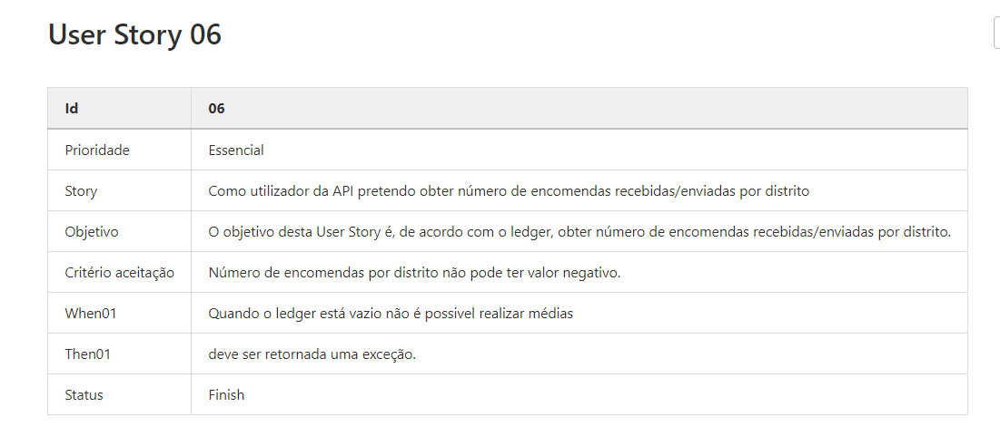 User Story 06
Id 06
Prioridade Essencial
Story Como utilizador da API pretendo obter número de encomendas recebidas/enviadas por distrito
Objetivo O objetivo desta User Story é, de acordo com o ledger, obter número de encomendas recebidas/enviadas por distrito.
Critério aceitação Número de encomendas por distrito não pode ter valor negativo.
When01 Quando o ledger está vazio não é possivel realizar médias
Then01 deve ser retornada uma exceção.
Status Finish